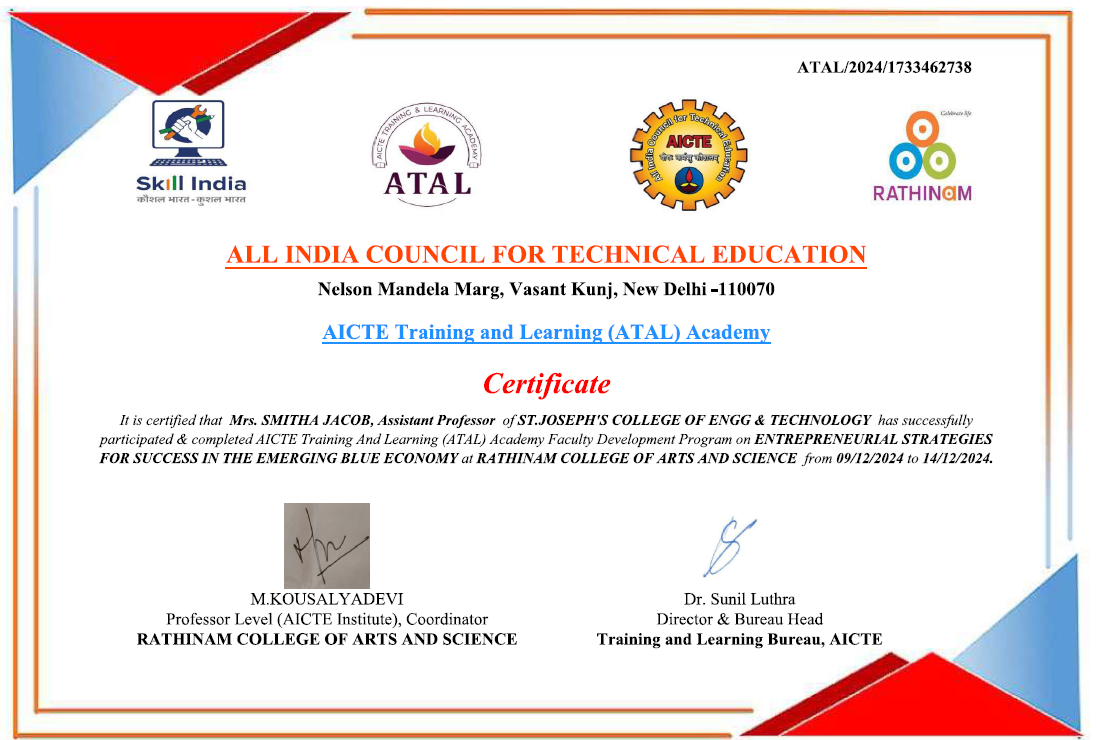 ATAL/2024/1733462738
Skill India
कौशल भारत - कुशल भारत
AICTE TRAINING & LEARNING ACADEMY
ATAL
All India Council for Technical Education
AICTE
योगः कर्मसु कौशलम्
Celebrate life
RATHINAM
ALL INDIA COUNCIL FOR TECHNICAL EDUCATION
Nelson Mandela Marg, Vasant Kunj, New Delhi -110070
AICTE Training and Learning (ATAL) Academy
Certificate
It is certified that Mrs. SMITHA JACOB, Assistant Professor of ST.JOSEPH'S COLLEGE OF ENGG & TECHNOLOGY has successfully
participated & completed AICTE Training And Learning (ATAL) Academy Faculty Development Program on ENTREPRENEURIAL STRATEGIES
FOR SUCCESS IN THE EMERGING BLUE ECONOMY at RATHINAM COLLEGE OF ARTS AND SCIENCE from 09/12/2024 to 14/12/2024.
M.KOUSALYADEVI
Professor Level (AICTE Institute), Coordinator
RATHINAM COLLEGE OF ARTS AND SCIENCE
Dr. Sunil Luthra
Director & Bureau Head
Training and Learning Bureau, AICTE